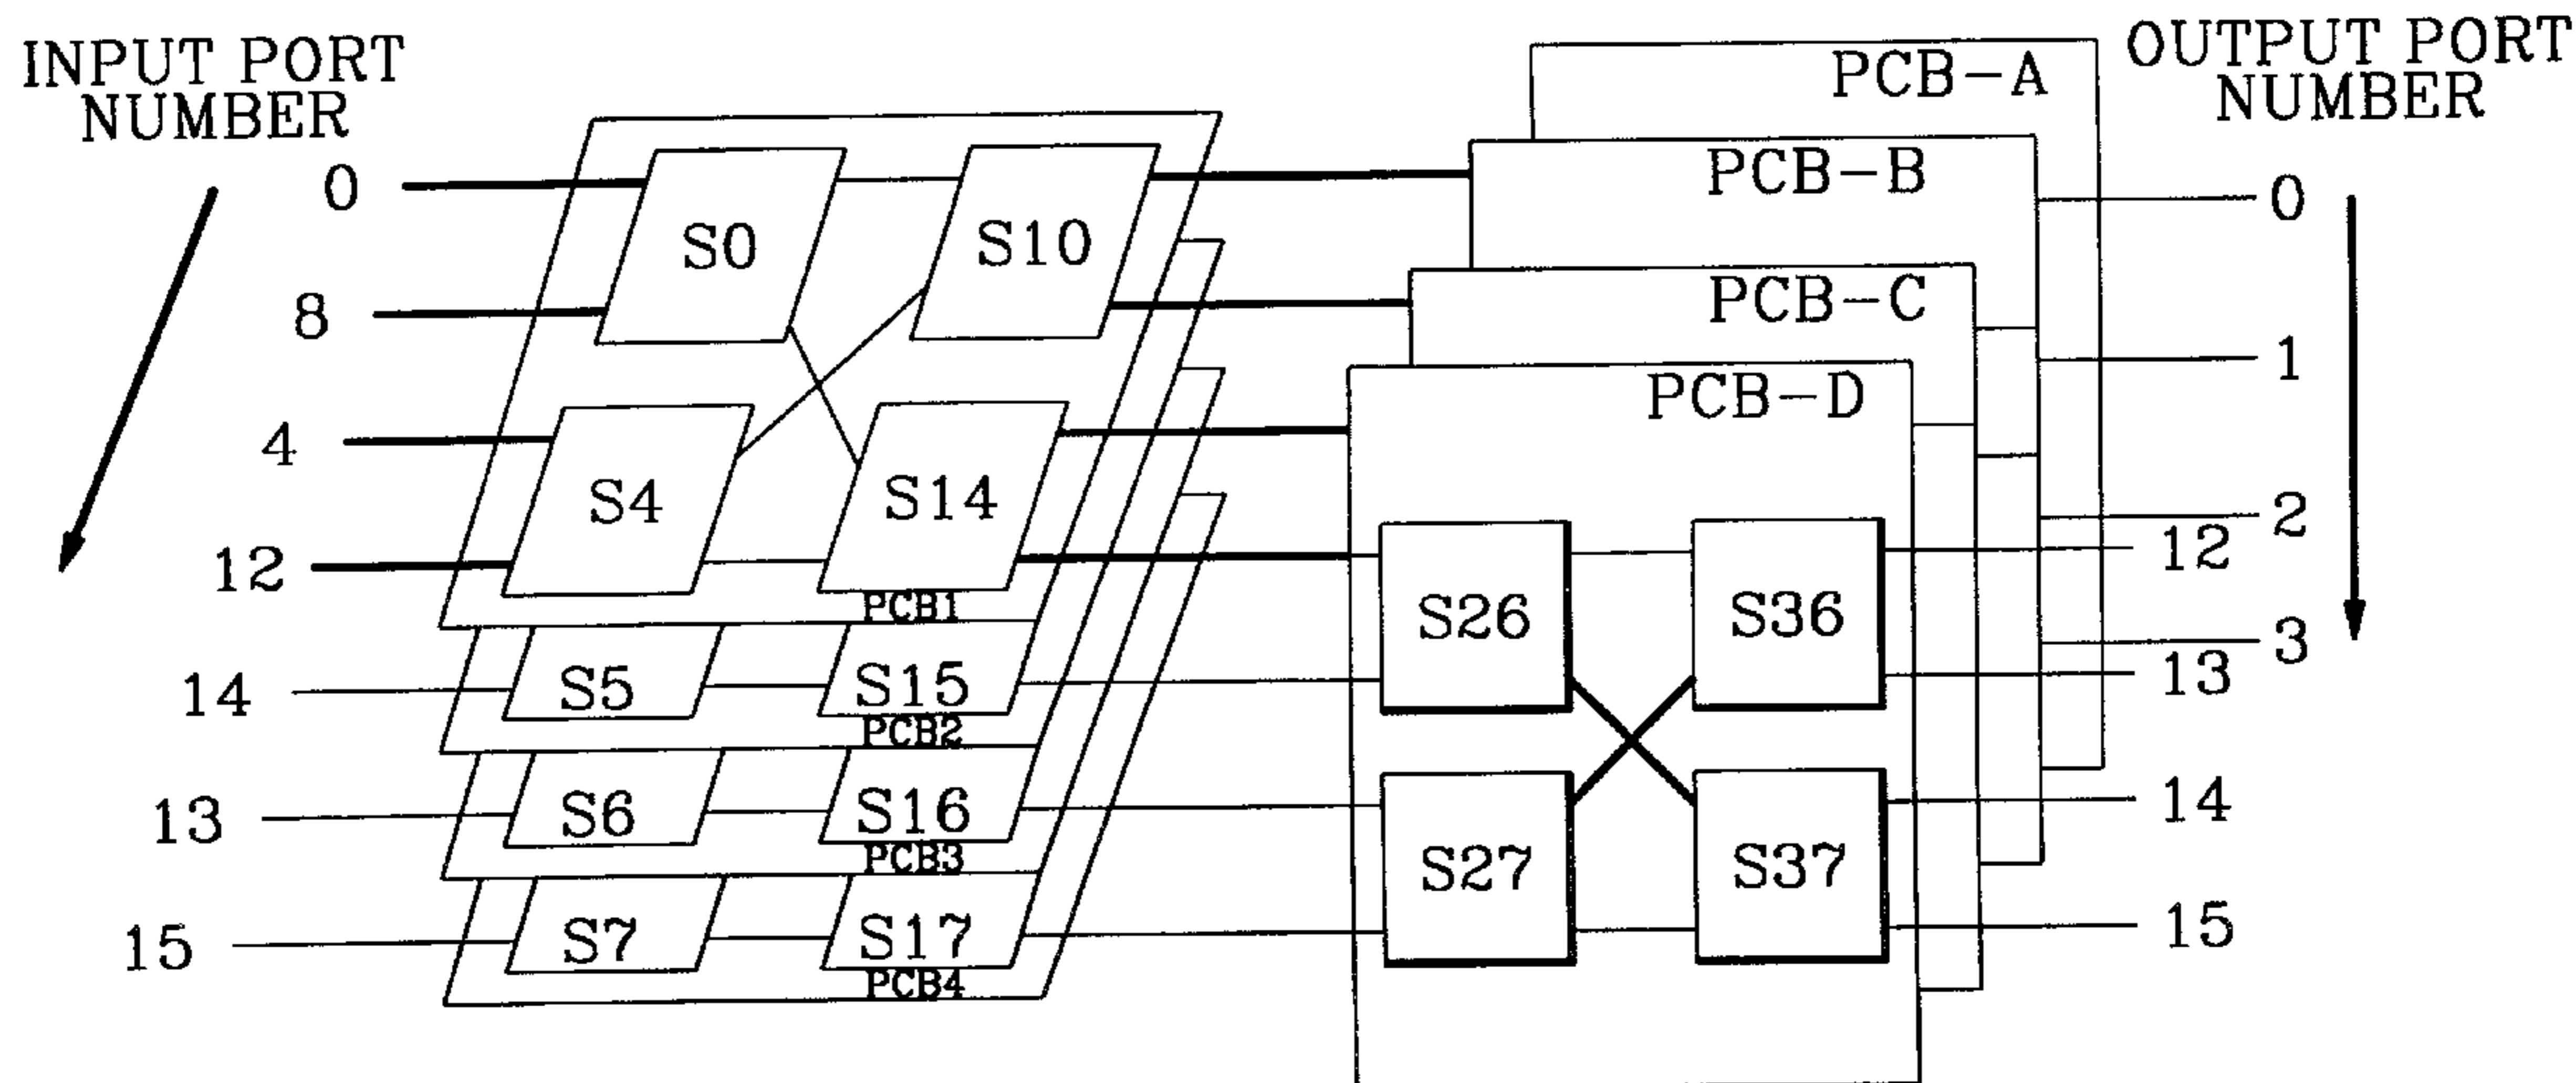 INPUT PORT
NUMBER
0
8
4
12
14
13
15
S0
S10
S4
S14
PCB1
S5
S15
PCB2
S6
S16
PCB3
S7
S17
PCB4
PCB-A
PCB-B
PCB-C
PCB-D
S26
S36
S27
S37
OUTPUT PORT
NUMBER
0
1
2
12
3
13
14
15